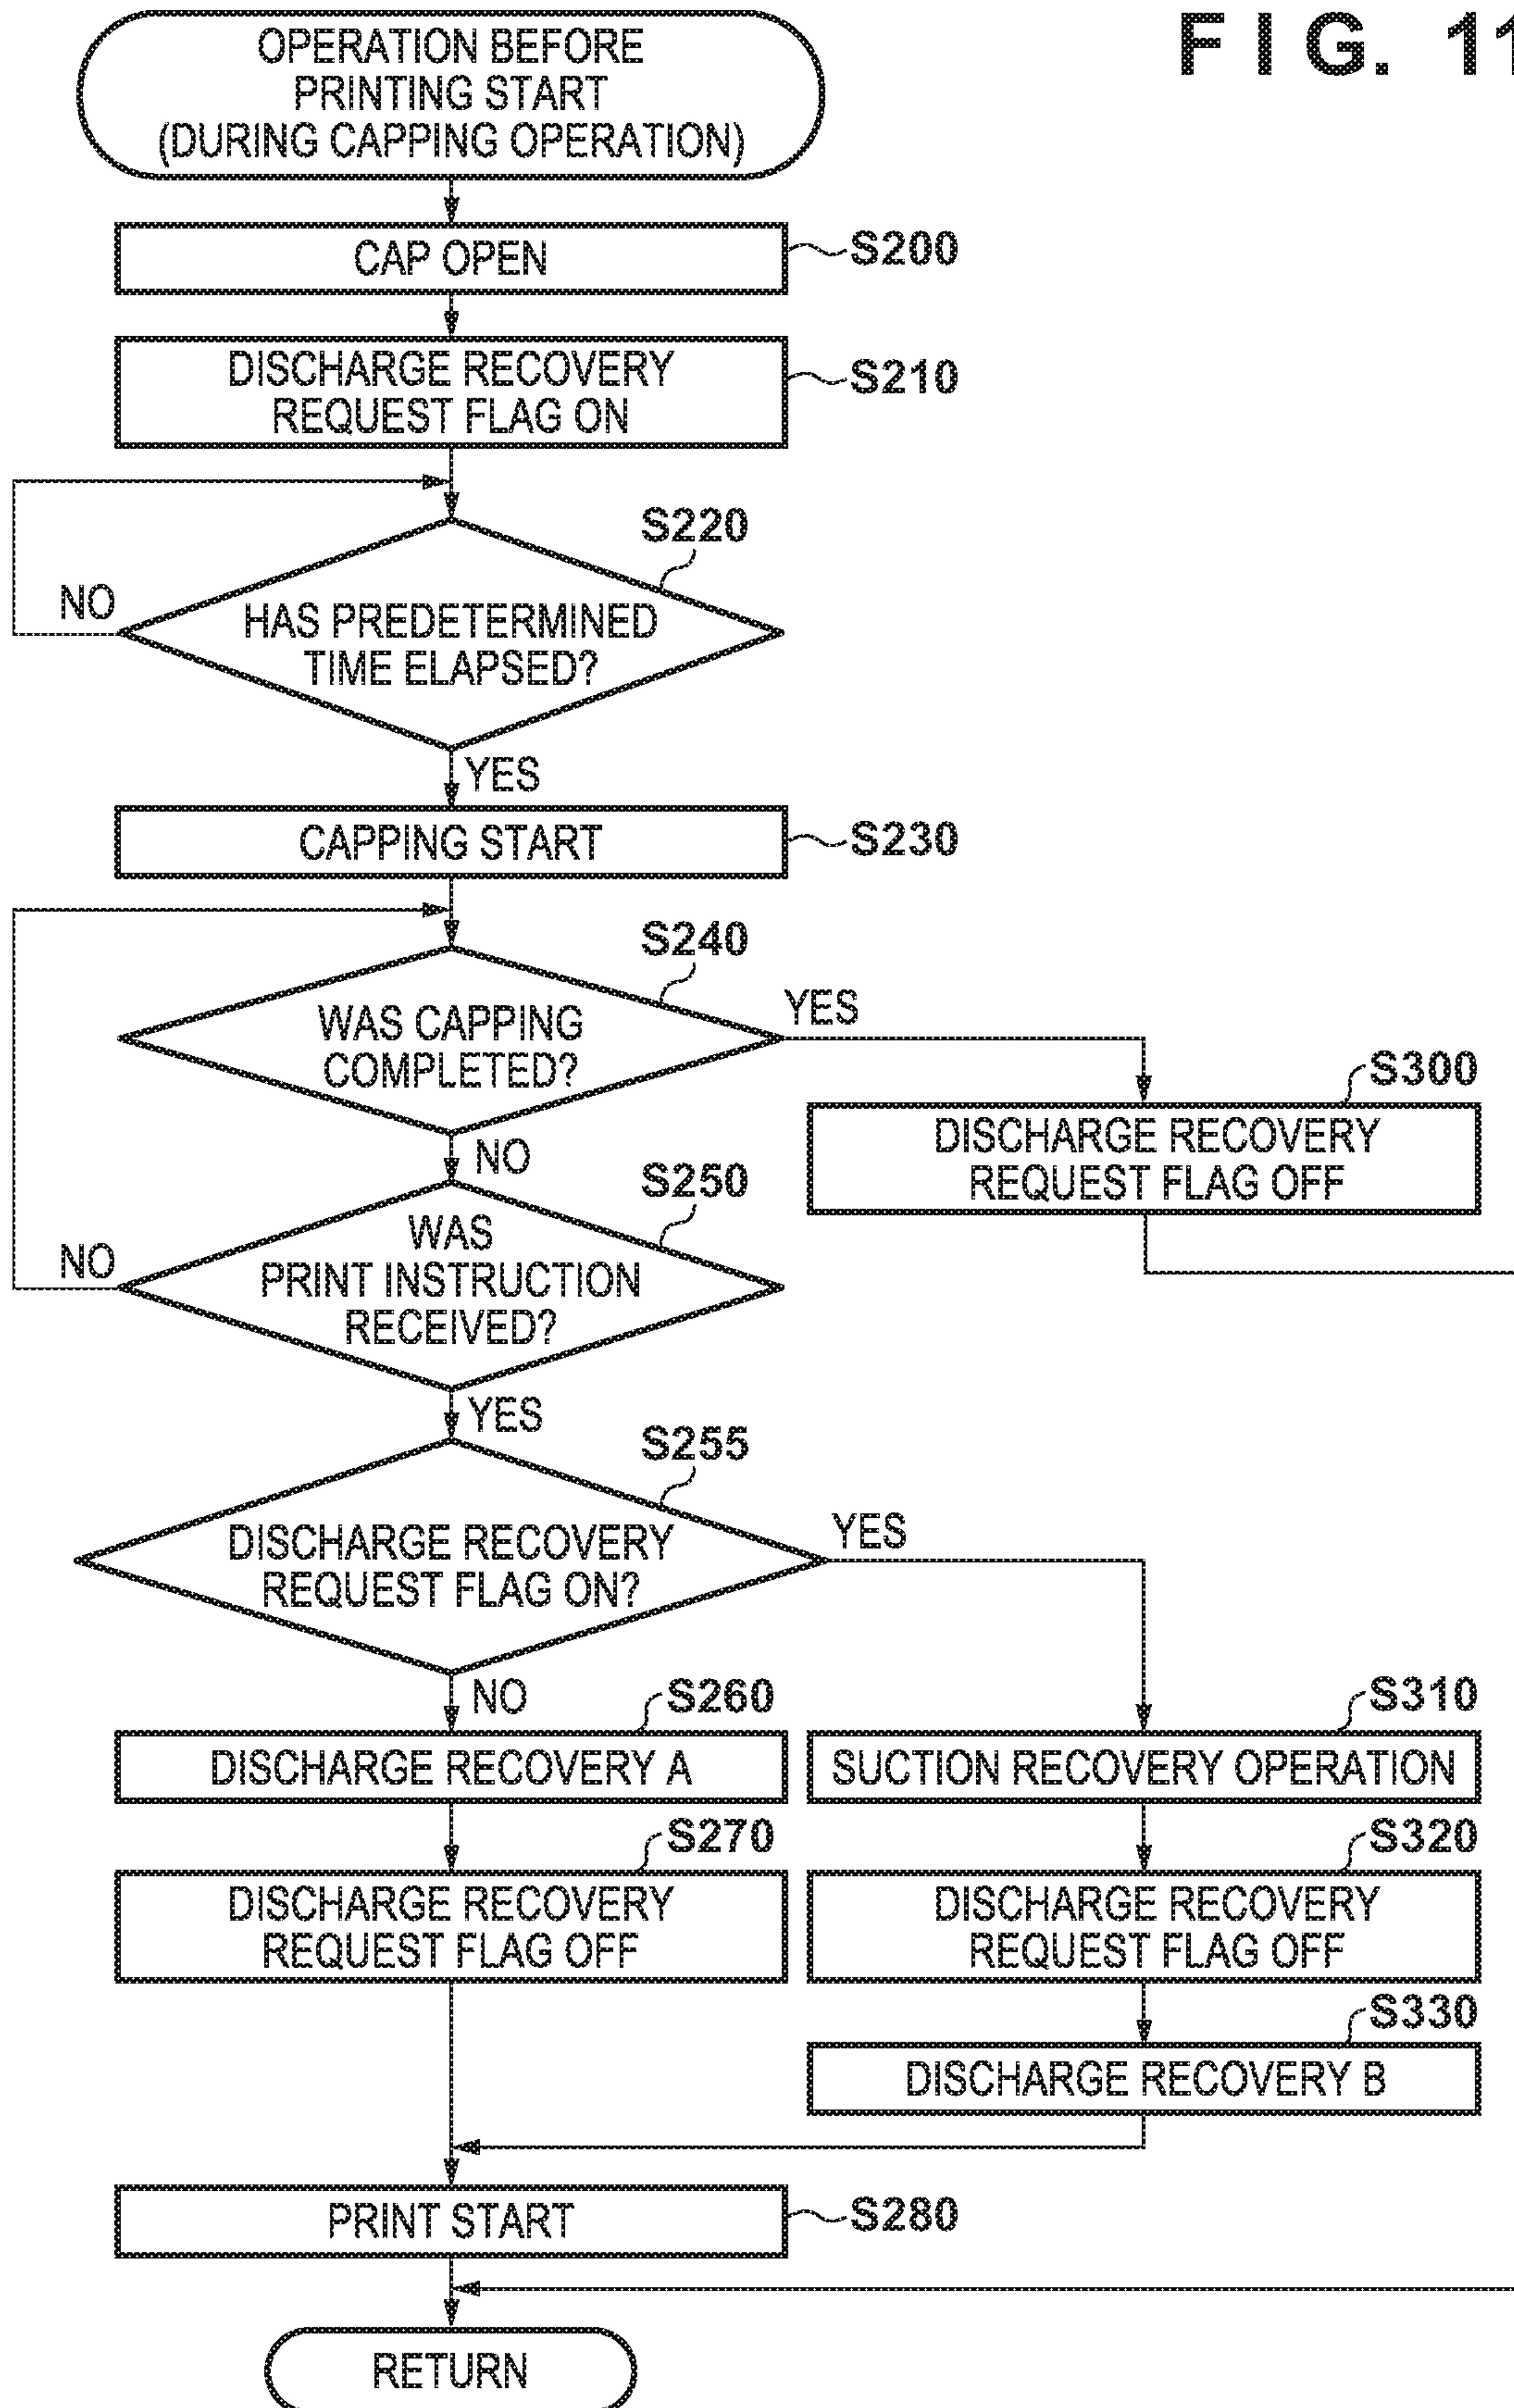 FIG. 11
OPERATION BEFORE
PRINTING START
(DURING CAPPING OPERATION)
CAP OPEN
S200
DISCHARGE RECOVERY
REQUEST FLAG ON
S210
S220
NO
HAS PREDETERMINED
TIME ELAPSED?
YES
CAPPING START
S230
S240
WAS CAPPING
COMPLETED?
YES
S300
DISCHARGE RECOVERY
REQUEST FLAG OFF
NO
S250
NO
WAS
PRINT INSTRUCTION
RECEIVED?
YES
S255
DISCHARGE RECOVERY
REQUEST FLAG ON?
YES
NO
S260
DISCHARGE RECOVERY A
S310
SUCTION RECOVERY OPERATION
S270
DISCHARGE RECOVERY
REQUEST FLAG OFF
S320
DISCHARGE RECOVERY
REQUEST FLAG OFF
S330
DISCHARGE RECOVERY B
PRINT START
S280
RETURN